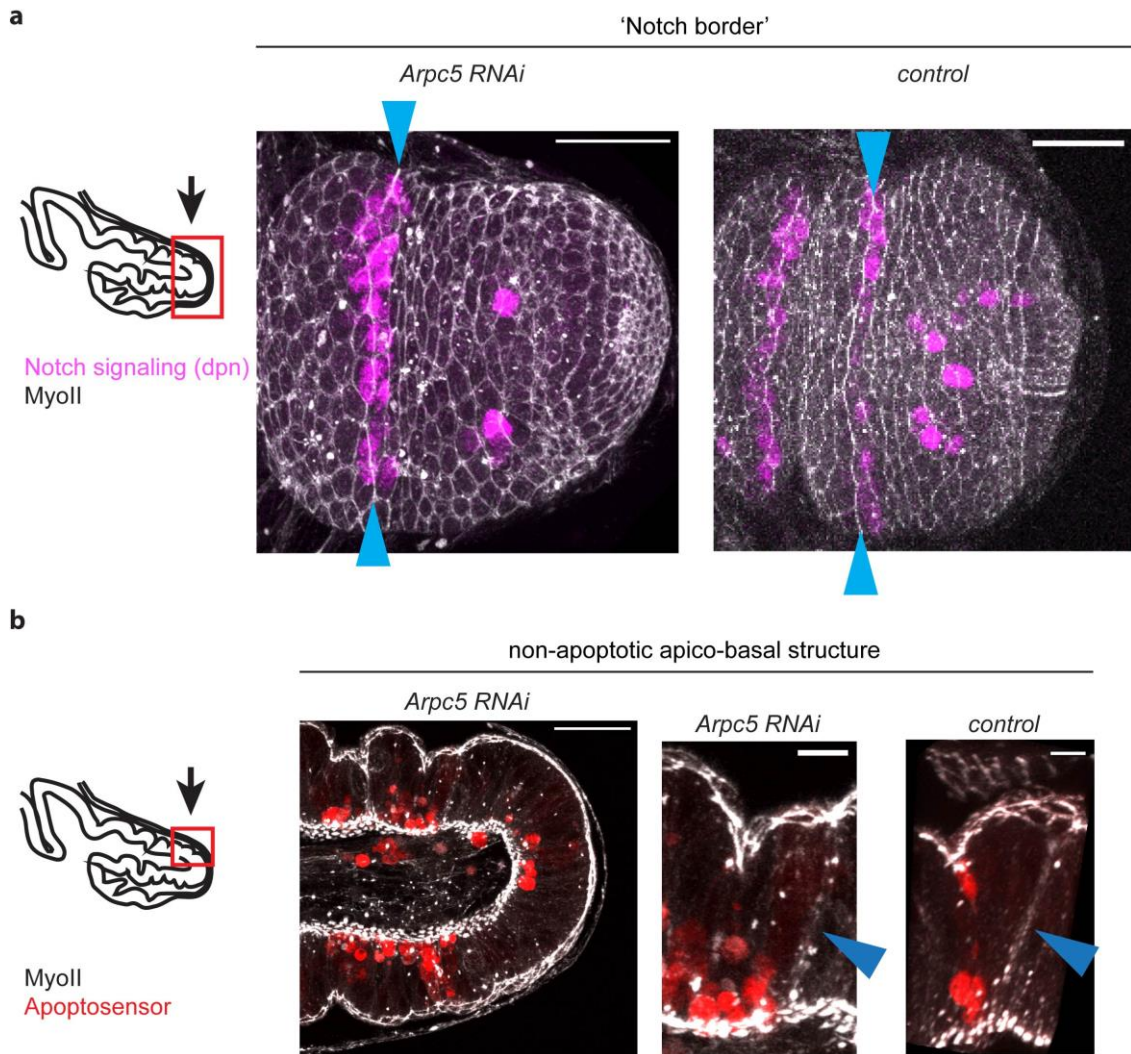 a
'Notch border'
Arpc5 RNAi
control
Notch signaling (dpn)
MyoII
b
non-apoptotic apico-basal structure
Arpc5 RNAi
Arpc5 RNAi
control
MyoII
Apoptosensor